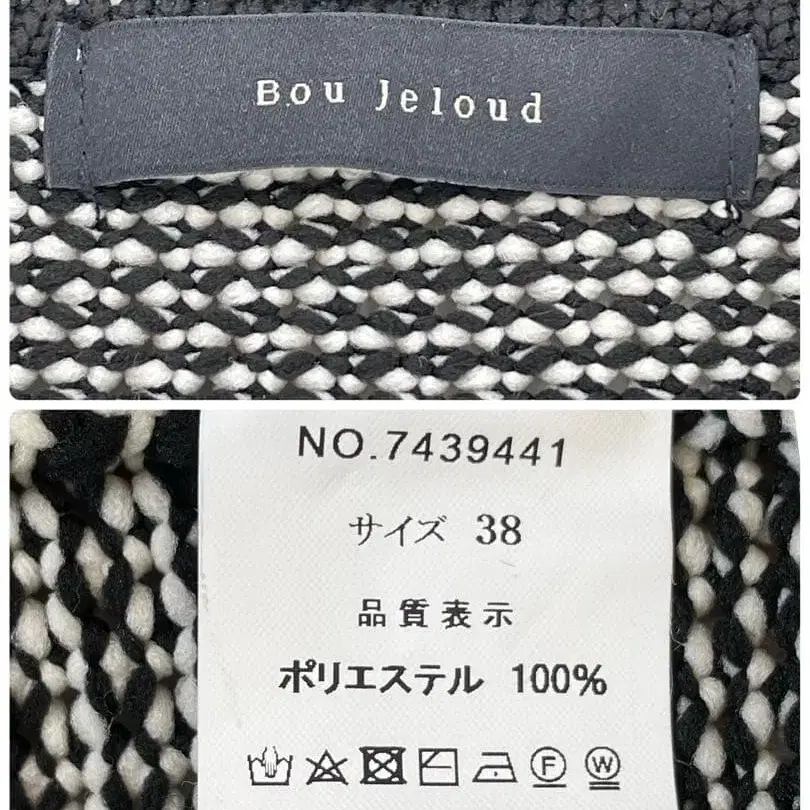 Bou Jeloud
NO.7439441
サイズ 38
品質表示
ポリエステル 100%
F W